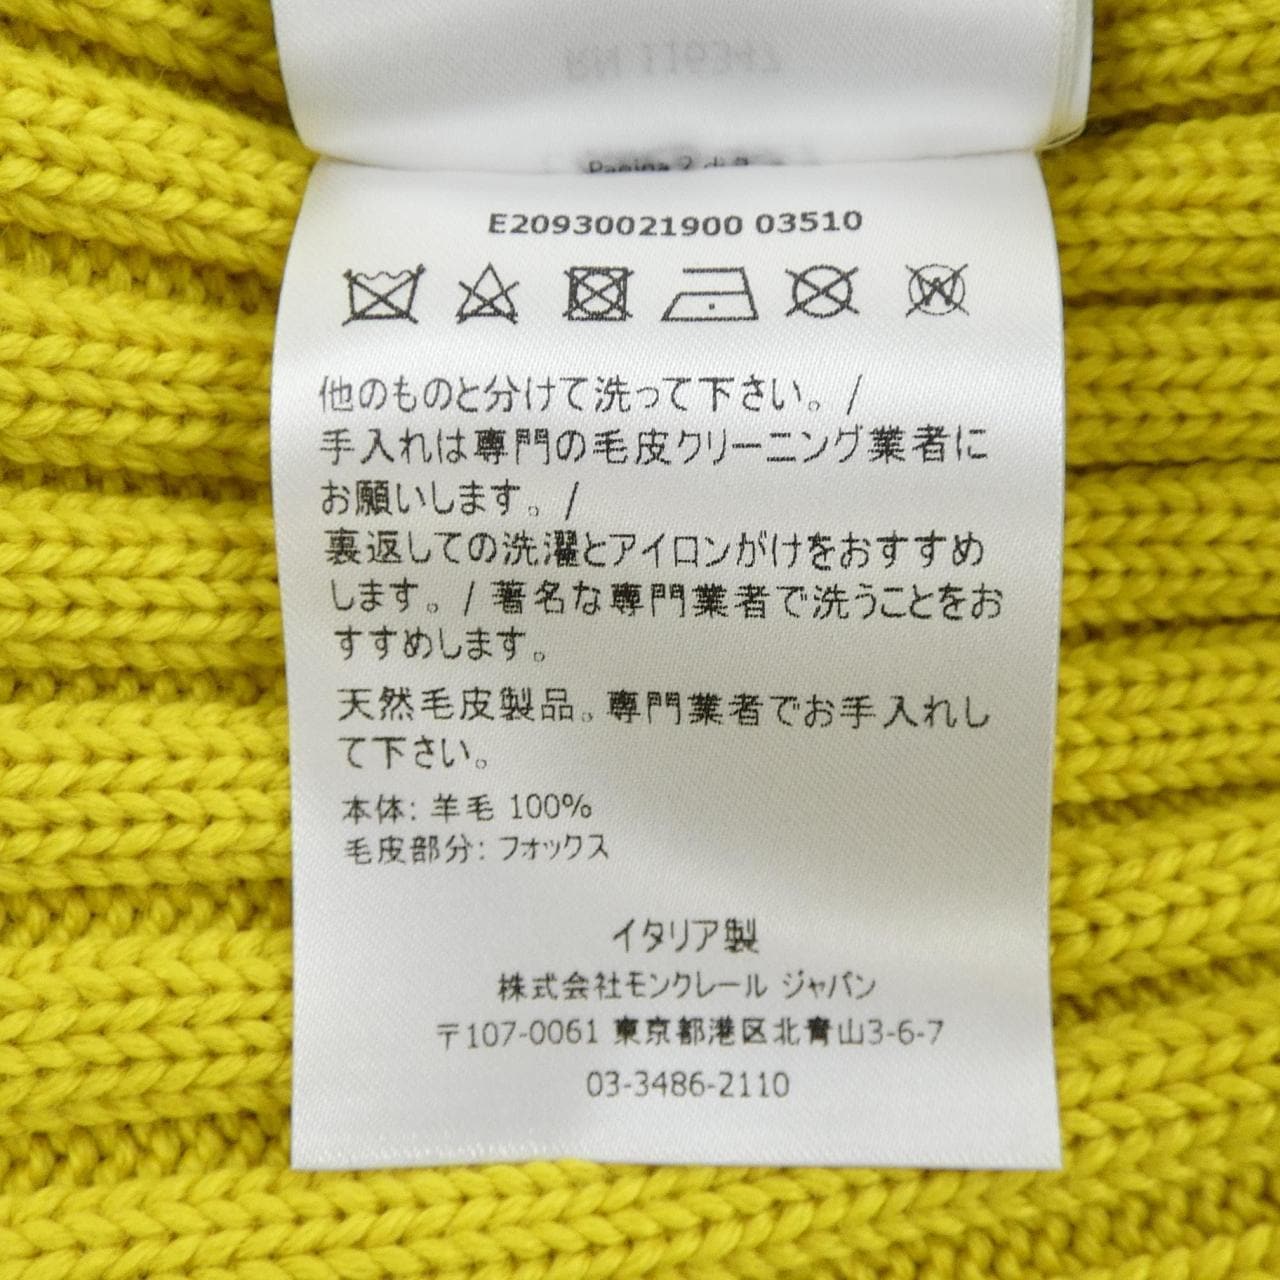 RN 1163347
Pagina 2 di
E20930021900 03510
他のものと分けて洗って下さい。/
手入れは専門の毛皮クリーニング業者に
お願いします。/
裏返しての洗濯とアイロンがけをおすすめ
します。/ 著名な専門業者で洗うことをお
すすめします。
天然毛皮製品。専門業者でお手入れし
て下さい。
本体: 羊毛 100%
毛皮部分: フォックス
イタリア製
株式会社モンクレール ジャパン
〒107-0061 東京都港区北青山3-6-7
03-3486-2110